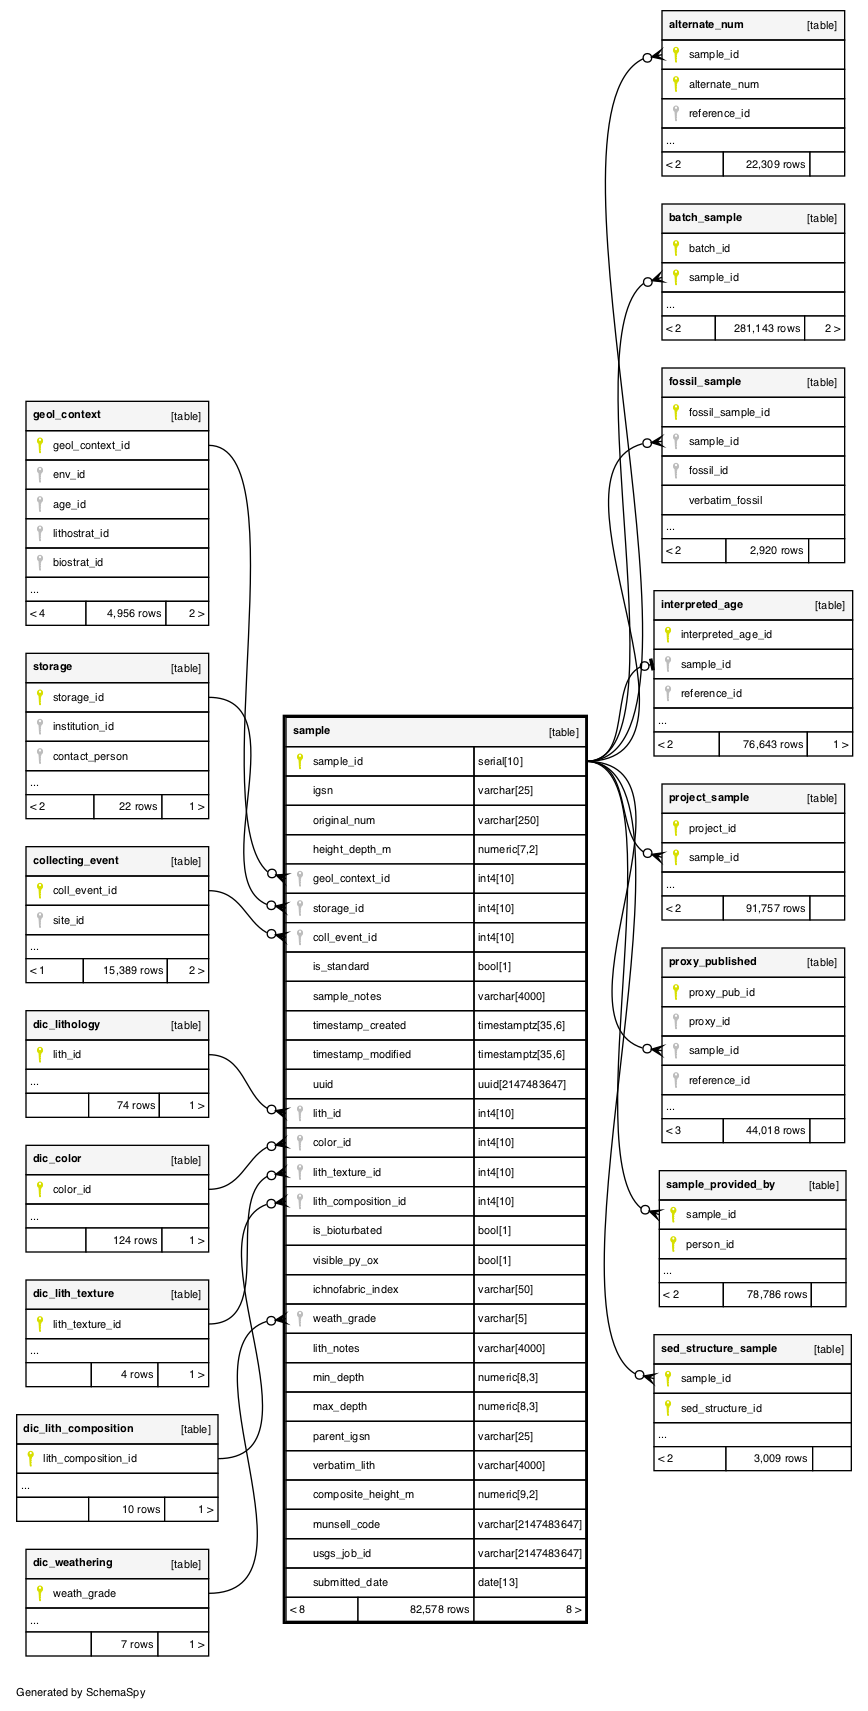 alternate_num [table]
sample_id
alternate_num
reference_id
...
< 2 22,309 rows
batch_sample [table]
batch_id
sample_id
...
< 2 281,143 rows 2 >
fossil_sample [table]
fossil_sample_id
sample_id
fossil_id
verbatim_fossil
...
< 2 2,920 rows
interpreted_age [table]
interpreted_age_id
sample_id
reference_id
...
< 2 76,643 rows 1 >
project_sample [table]
project_id
sample_id
...
< 2 91,757 rows
proxy_published [table]
proxy_pub_id
proxy_id
sample_id
reference_id
...
< 3 44,018 rows
sample_provided_by [table]
sample_id
person_id
...
< 2 78,786 rows
sed_structure_sample [table]
sample_id
sed_structure_id
...
< 2 3,009 rows
geol_context [table]
geol_context_id
env_id
age_id
lithostrat_id
biostrat_id
...
< 4 4,956 rows 2 >
storage [table]
storage_id
institution_id
contact_person
...
< 2 22 rows 1 >
collecting_event [table]
coll_event_id
site_id
...
< 1 15,389 rows 2 >
dic_lithology [table]
lith_id
...
74 rows 1 >
dic_color [table]
color_id
...
124 rows 1 >
dic_lith_texture [table]
lith_texture_id
...
4 rows 1 >
dic_lith_composition [table]
lith_composition_id
...
10 rows 1 >
dic_weathering [table]
weath_grade
...
7 rows 1 >
sample [table]
sample_id serial[10]
igsn varchar[25]
original_num varchar[250]
height_depth_m numeric[7,2]
geol_context_id int4[10]
storage_id int4[10]
coll_event_id int4[10]
is_standard bool[1]
sample_notes varchar[4000]
timestamp_created timestamptz[35,6]
timestamp_modified timestamptz[35,6]
uuid uuid[2147483647]
lith_id int4[10]
color_id int4[10]
lith_texture_id int4[10]
lith_composition_id int4[10]
is_bioturbated bool[1]
visible_py_ox bool[1]
ichnofabric_index varchar[50]
weath_grade varchar[5]
lith_notes varchar[4000]
min_depth numeric[8,3]
max_depth numeric[8,3]
parent_igsn varchar[25]
verbatim_lith varchar[4000]
composite_height_m numeric[9,2]
munsell_code varchar[2147483647]
usgs_job_id varchar[2147483647]
submitted_date date[13]
< 8 82,578 rows 8 >
Generated by SchemaSpy